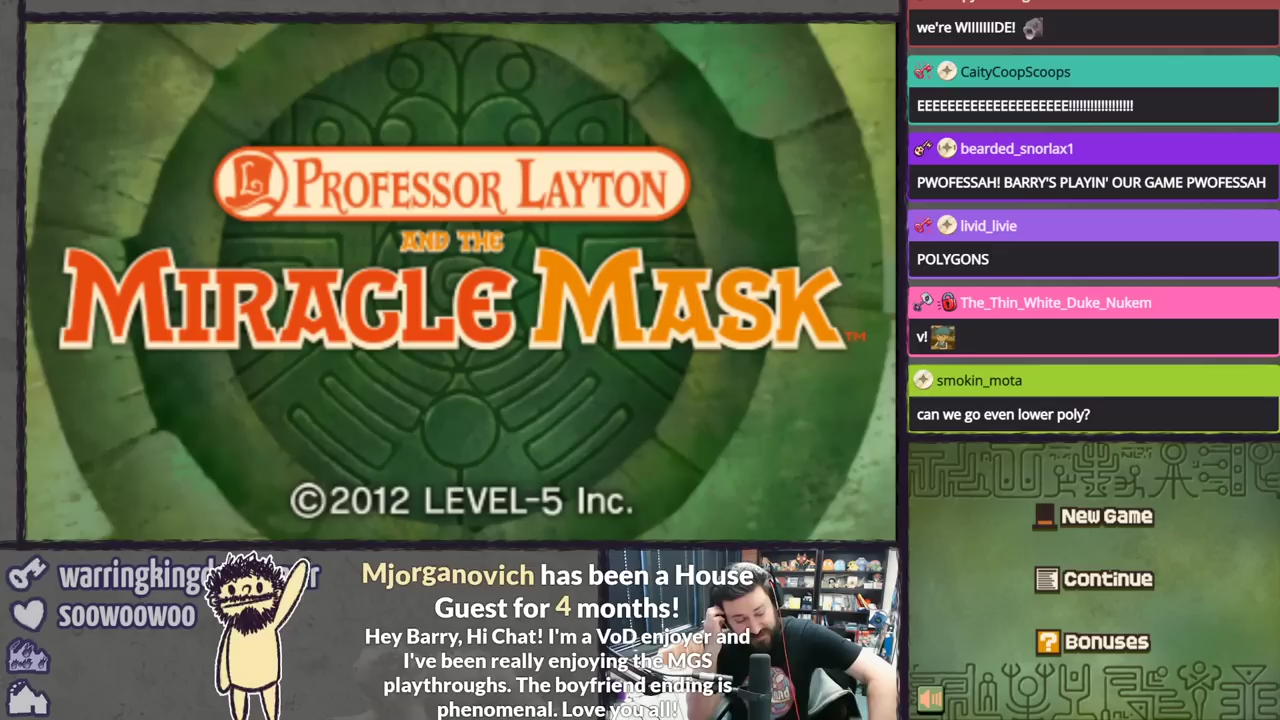 PROFESSOR LAYTON
AND THE
MIRACLE MASK™
©2012 LEVEL-5 Inc.
we're WIIIIIIIDE!
CaityCoopScoops
EEEEEEEEEEEEEEEEEEEE!!!!!!!!!!!!!!!!!
bearded_snorlax1
PWOFESSAH! BARRY'S PLAYIN' OUR GAME PWOFESSAH
livid_livie
POLYGONS
The_Thin_White_Duke_Nukem
v!
smokin_mota
can we go even lower poly?
New Game
Continue
Bonuses
SOOWOOWOO
Mjorganovich has been a House
Guest for 4 months!
Hey Barry, Hi Chat! I'm a VoD enjoyer and
I've been really enjoying the MGS
playthroughs. The boyfriend ending is
phenomenal. Love you all!